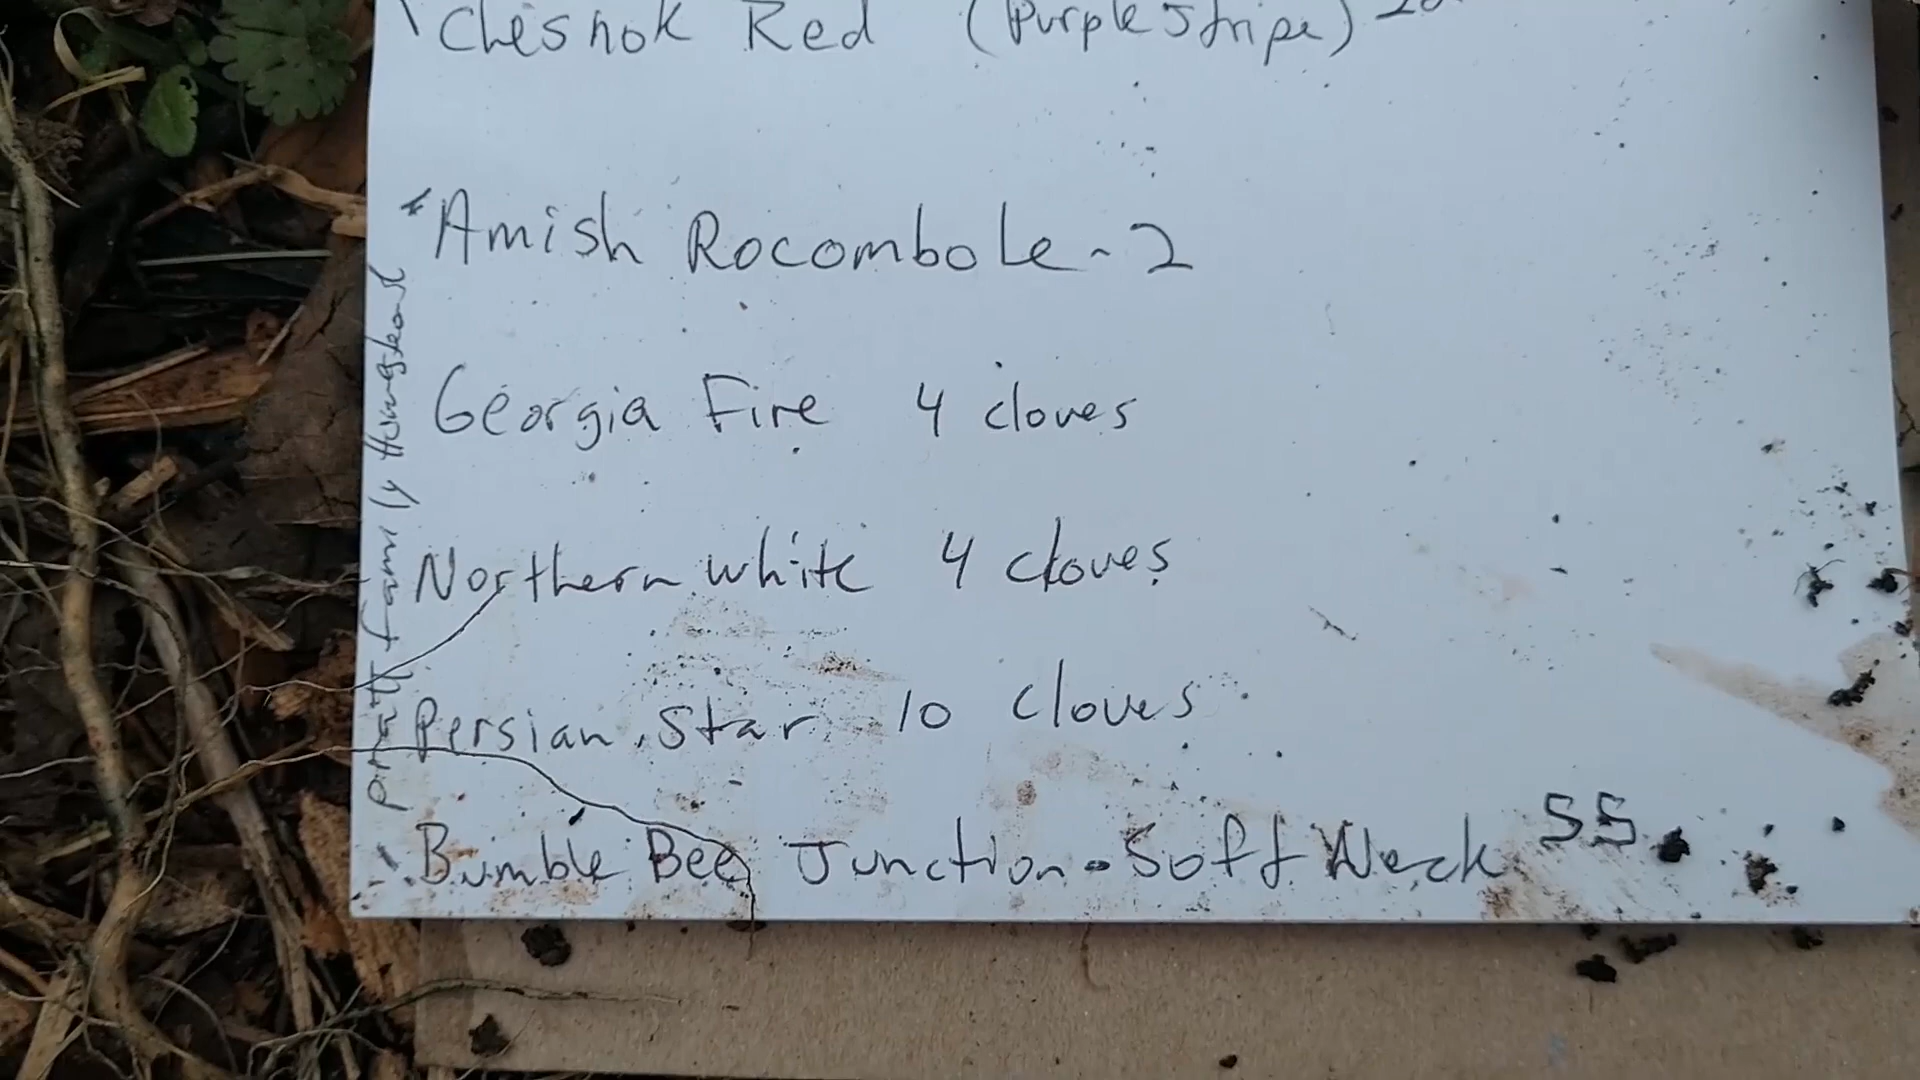 Chesnok Red (Purple Stripe)
Amish Rocombole - 2
Georgia Fire 4 cloves
Northern white 4 cloves
Persian Star 10 cloves
Bumble Bee Junction - Soft Neck 55
family